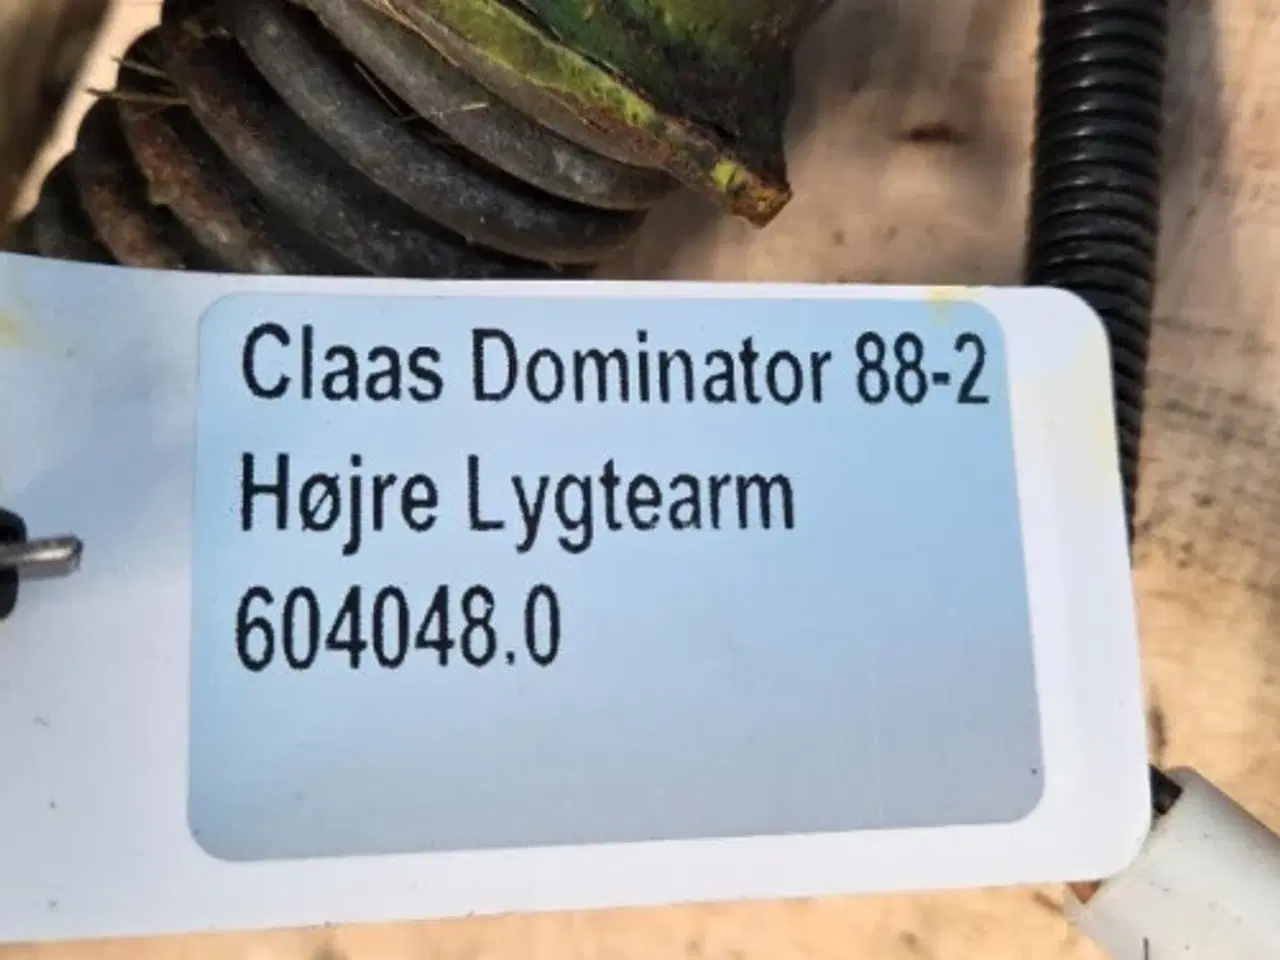 Claas Dominator 88-2
Højre Lygtearm
604048.0